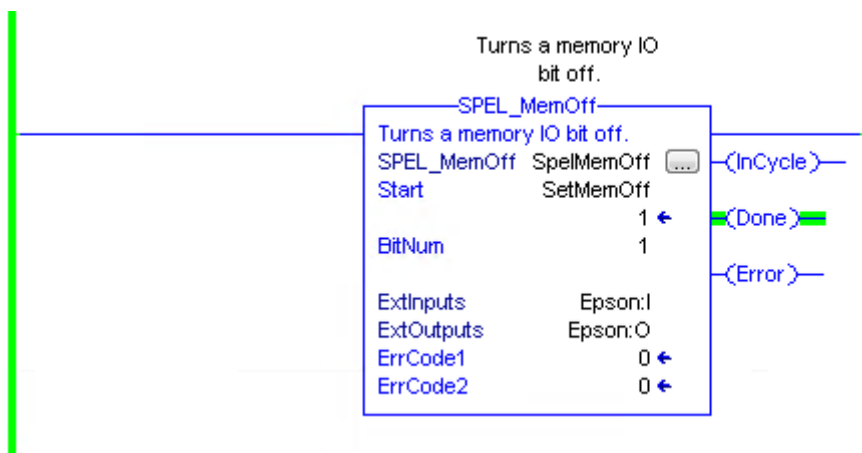 Turns a memory IO
bit off.
SPEL_MemOff
Turns a memory IO bit off.
SPEL_MemOff SpelMemOff ... (InCycle)
Start SetMemOff
1 (Done)
BitNum 1
(Error)
ExtInputs Epson:I
ExtOutputs Epson:O
ErrCode1 0
ErrCode2 0